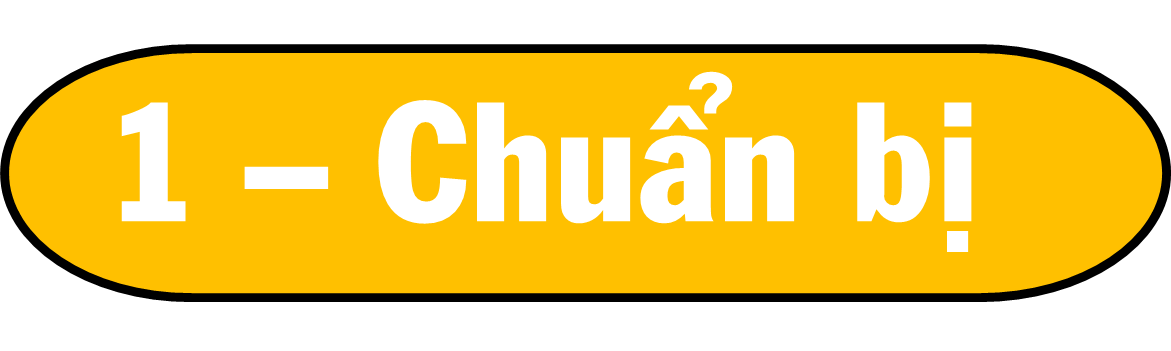 1 – Chuẩn bị